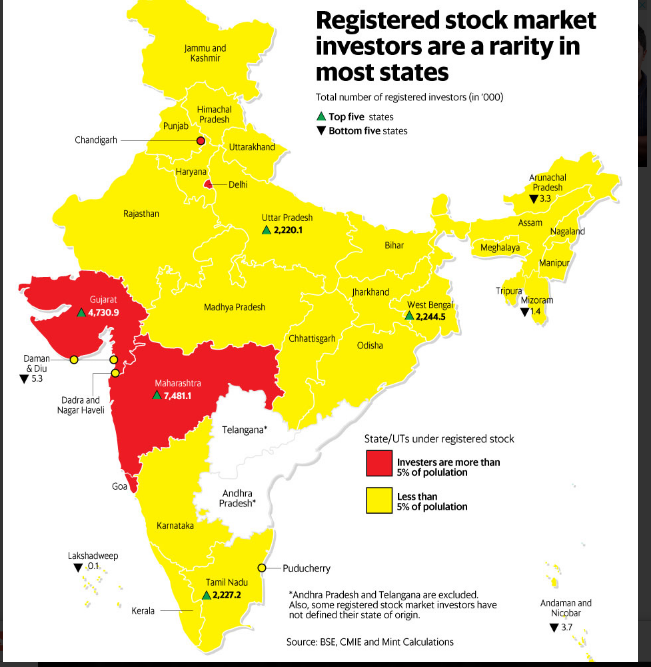 Registered stock market
investors are a rarity in
most states
Total number of registered investors (in '000)
▲ Top five states
▼ Bottom five states
Jammu and
Kashmir
Himachal
Pradesh
Punjab
Chandigarh
Uttarakhand
Haryana
Delhi
Arunachal
Pradesh
▼ 3.3
Rajasthan
Uttar Pradesh
▲ 2,220.1
Assam
Nagaland
Bihar
Meghalaya
Manipur
Jharkhand
Tripura
Mizoram
▼ 1.4
Gujarat
▲ 4,730.9
Madhya Pradesh
West Bengal
▲ 2,244.5
Chhattisgarh
Odisha
Daman
& Diu
▼ 5.3
Dadra and
Nagar Haveli
Maharashtra
▲ 7,481.1
Telangana*
State/UTs under registered stock
Investers are more than
5% of polulation
Less than
5% of polulation
Goa
Andhra
Pradesh*
Karnataka
Lakshadweep
▼ 0.1
Puducherry
Tamil Nadu
▲ 2,227.2
Kerala
*Andhra Pradesh and Telangana are excluded.
Also, some registered stock market investors have
not defined their state of origin.
Andaman and
Nicobar
▼ 3.7
Source: BSE, CMIE and Mint Calculations